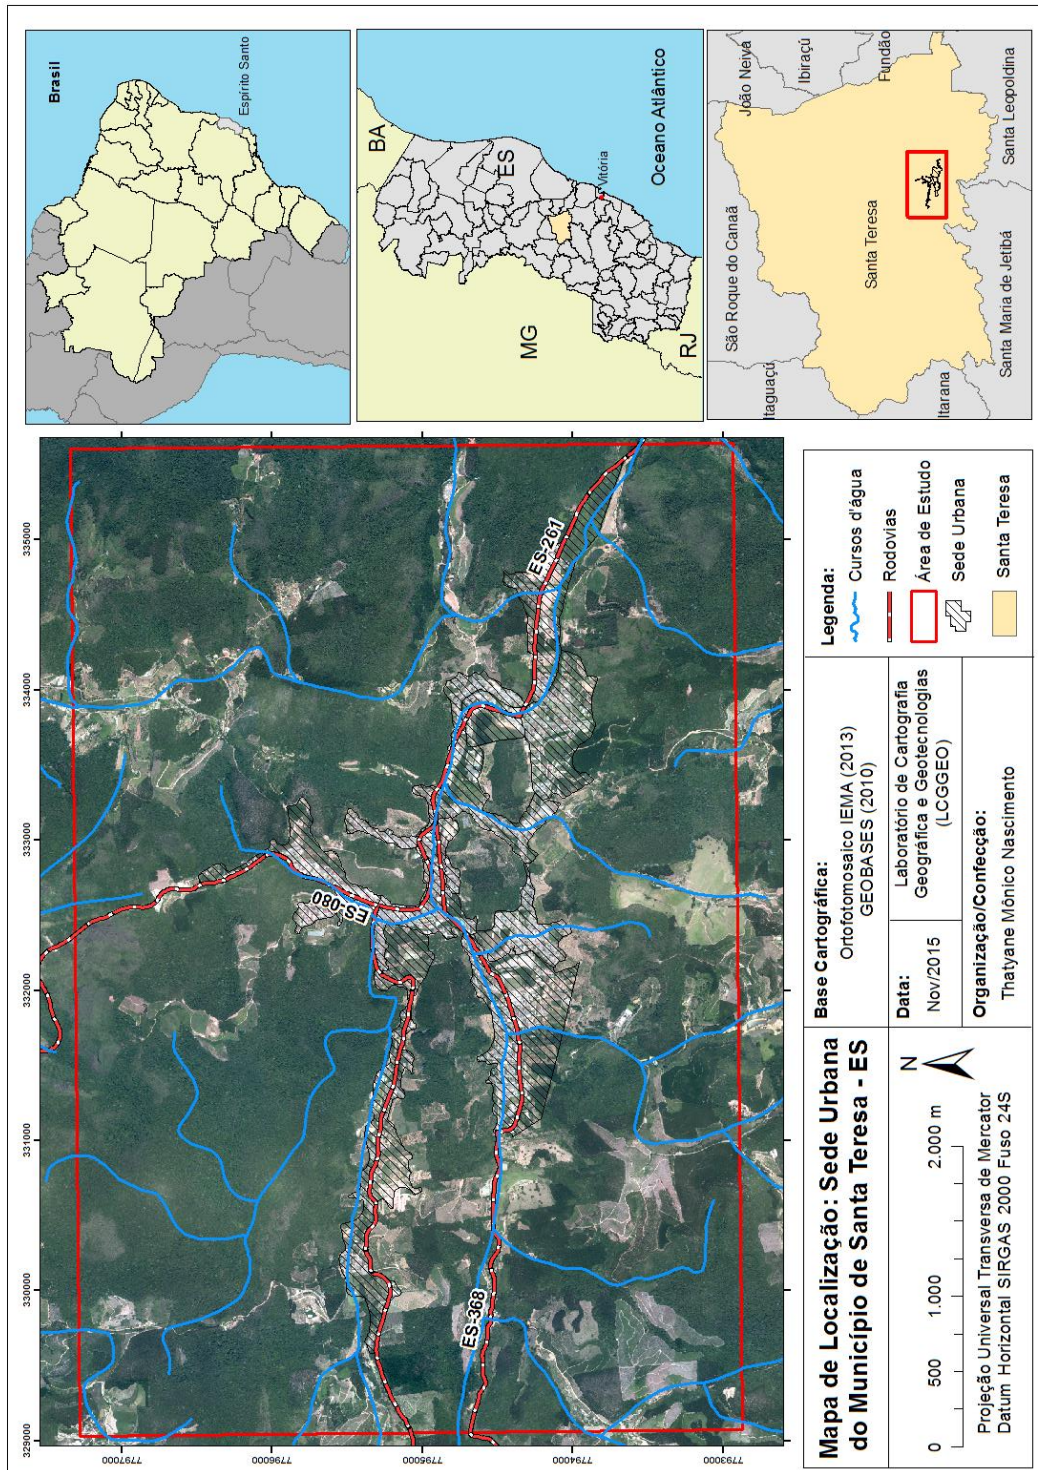 329000
330000
331000
332000
333000
334000
335000
7797000
7796000
7795000
7794000
7793000
ES-080
ES-261
ES-368
Brasil
Espírito Santo
BA
ES
MG
RJ
Vitória
Oceano Atlântico
João Neiva
Ibiraçú
Fundão
São Roque do Canaã
Santa Teresa
Itaguaçú
Itarana
Santa Maria de Jetibá
Santa Leopoldina
Mapa de Localização: Sede Urbana
do Município de Santa Teresa - ES
0
500
1.000
2.000 m
N
Projeção Universal Transversa de Mercator
Datum Horizontal SIRGAS 2000 Fuso 24S
Base Cartográfica:
Ortofotomosaico IEMA (2013)
GEOBASES (2010)
Data:
Nov/2015
Laboratório de Cartografia
Geográfica e Geotecnologias
(LCGGEO)
Organização/Confecção:
Thatyane Mônico Nascimento
Legenda:
Cursos d'água
Rodovias
Área de Estudo
Sede Urbana
Santa Teresa